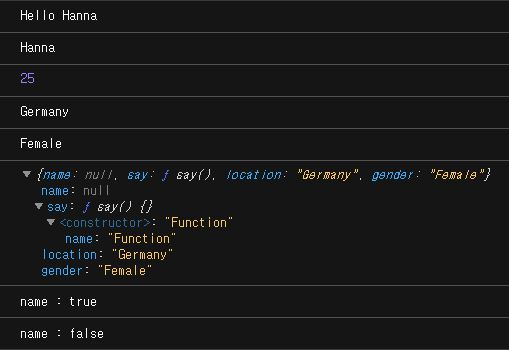 Hello Hanna
Hanna
25
Germany
Female
{name: null, say: ƒ say(), location: "Germany", gender: "Female"}
name: null
say: ƒ say() {}
<constructor>: "Function"
name: "Function"
location: "Germany"
gender: "Female"
name : true
name : false